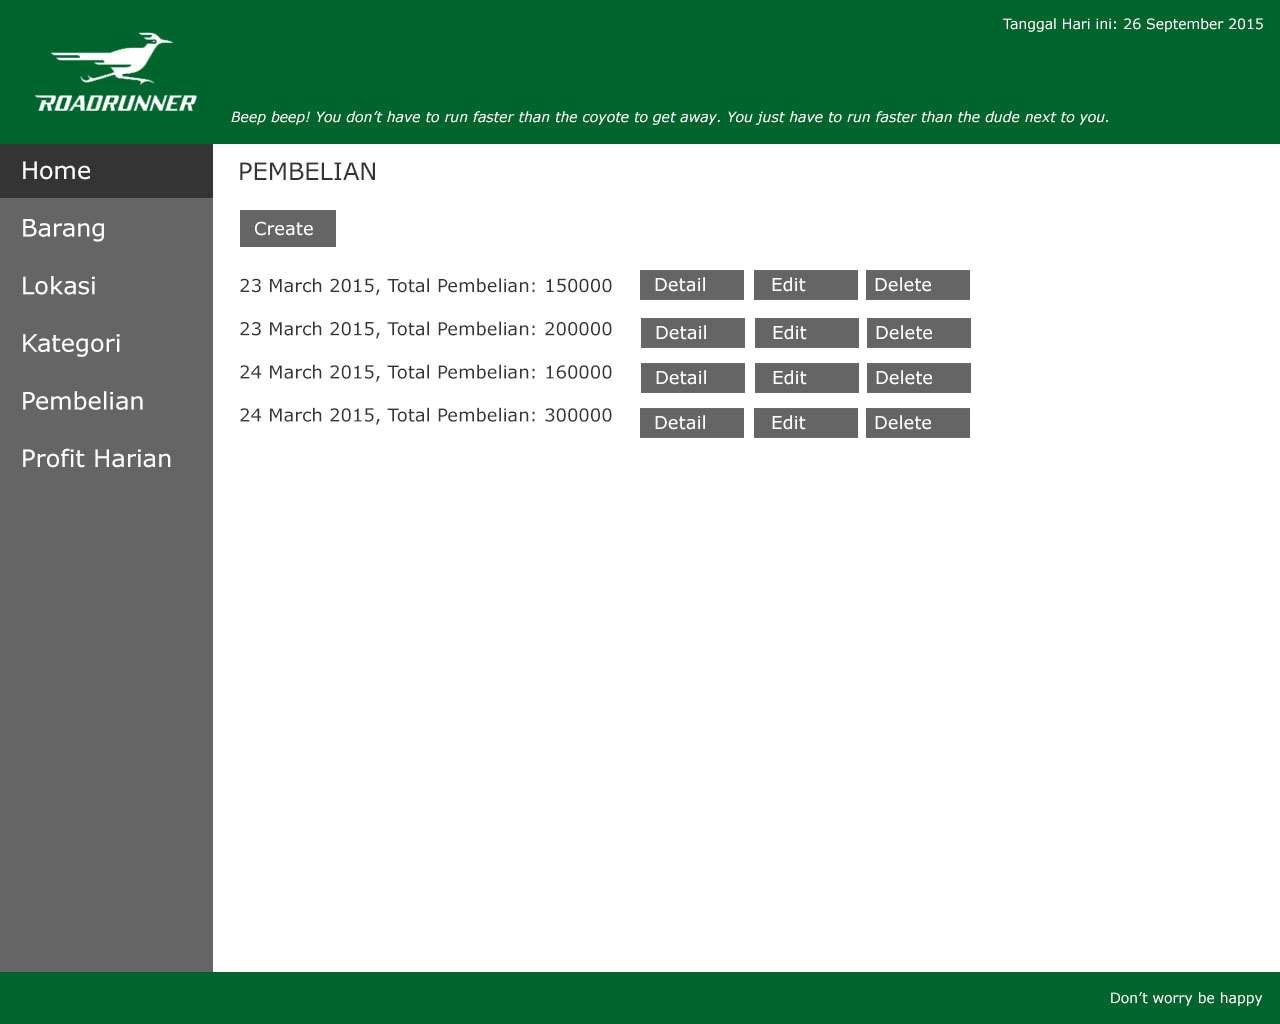 Tanggal Hari ini: 26 September 2015
ROADRUNNER
Beep beep! You don’t have to run faster than the coyote to get away. You just have to run faster than the dude next to you.
Home
Barang
Lokasi
Kategori
Pembelian
Profit Harian
PEMBELIAN
Create
23 March 2015, Total Pembelian: 150000 Detail Edit Delete
23 March 2015, Total Pembelian: 200000 Detail Edit Delete
24 March 2015, Total Pembelian: 160000 Detail Edit Delete
24 March 2015, Total Pembelian: 300000 Detail Edit Delete
Don’t worry be happy